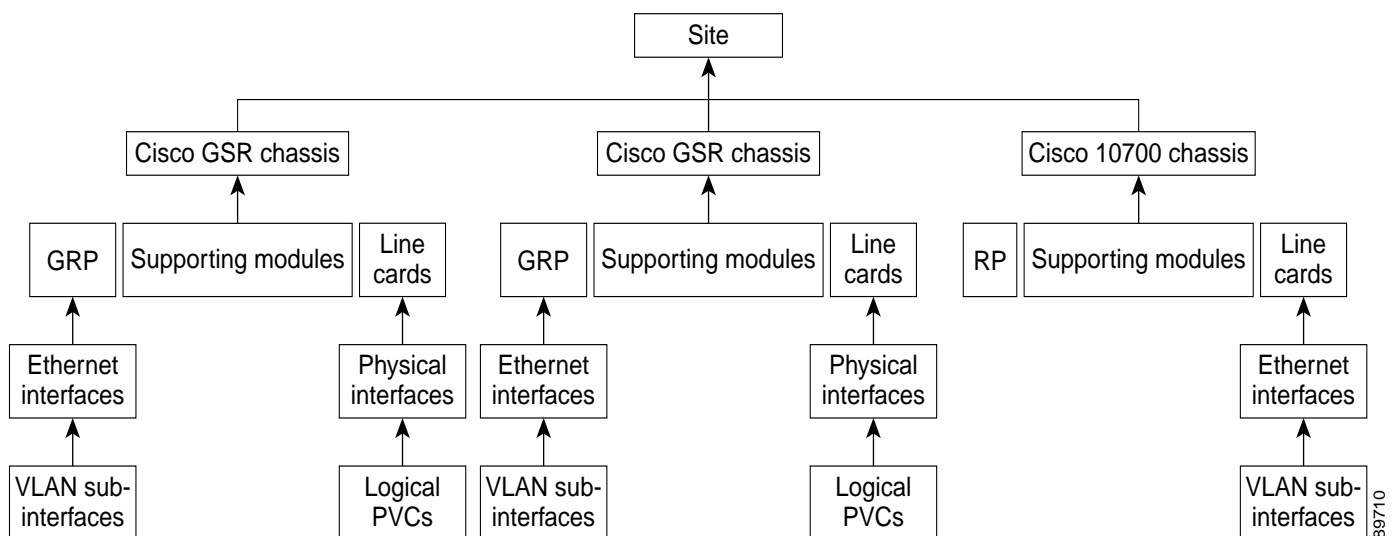 Site
Cisco GSR chassis
Cisco GSR chassis
Cisco 10700 chassis
GRP
Supporting modules
Line
cards
GRP
Supporting modules
Line
cards
RP
Supporting modules
Line
cards
Ethernet
interfaces
Physical
interfaces
Ethernet
interfaces
Physical
interfaces
Ethernet
interfaces
VLAN sub-
interfaces
Logical
PVCs
VLAN sub-
interfaces
Logical
PVCs
VLAN sub-
interfaces
89710